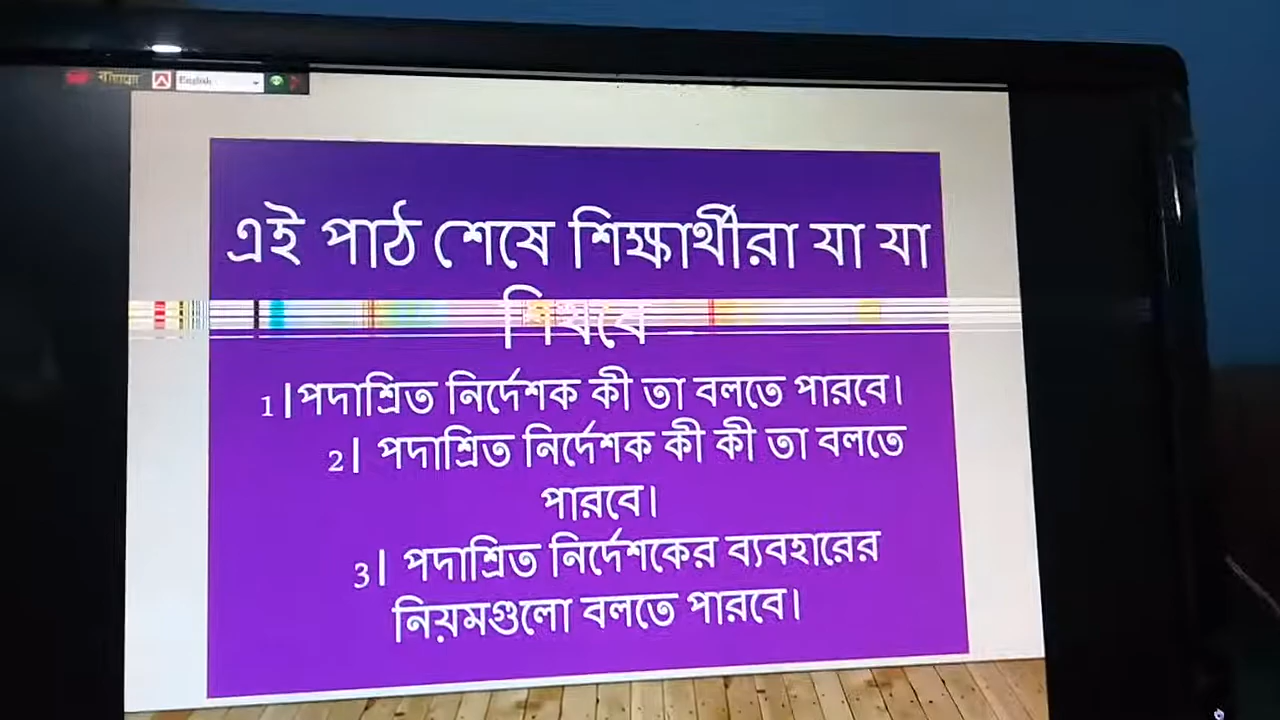 English
এই পাঠ শেষে শিক্ষার্থীরা যা যা
শিখবে
1।পদাশ্রিত নির্দেশক কী তা বলতে পারবে।
2। পদাশ্রিত নির্দেশক কী কী তা বলতে
পারবে।
3। পদাশ্রিত নির্দেশকের ব্যবহারের
নিয়মগুলো বলতে পারবে।